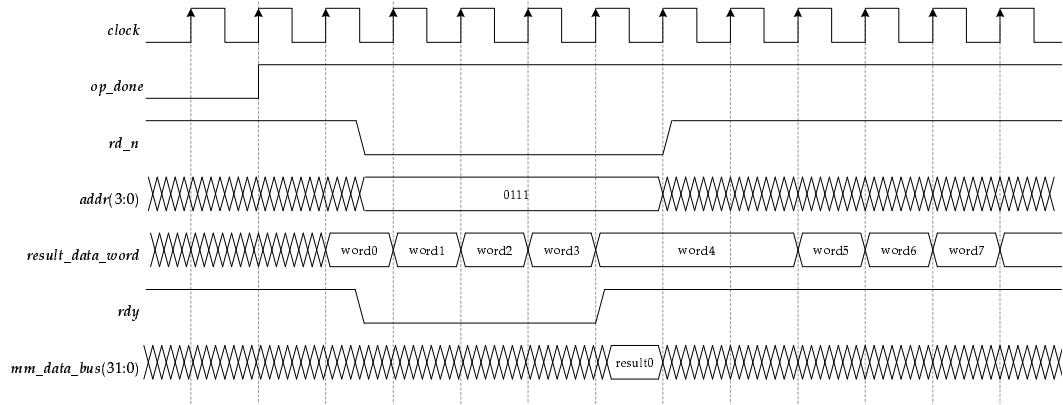 clock
op_done
rd_n
addr(3:0) 0111
result_data_word word0 word1 word2 word3 word4 word5 word6 word7
rdy
mm_data_bus(31:0) result0